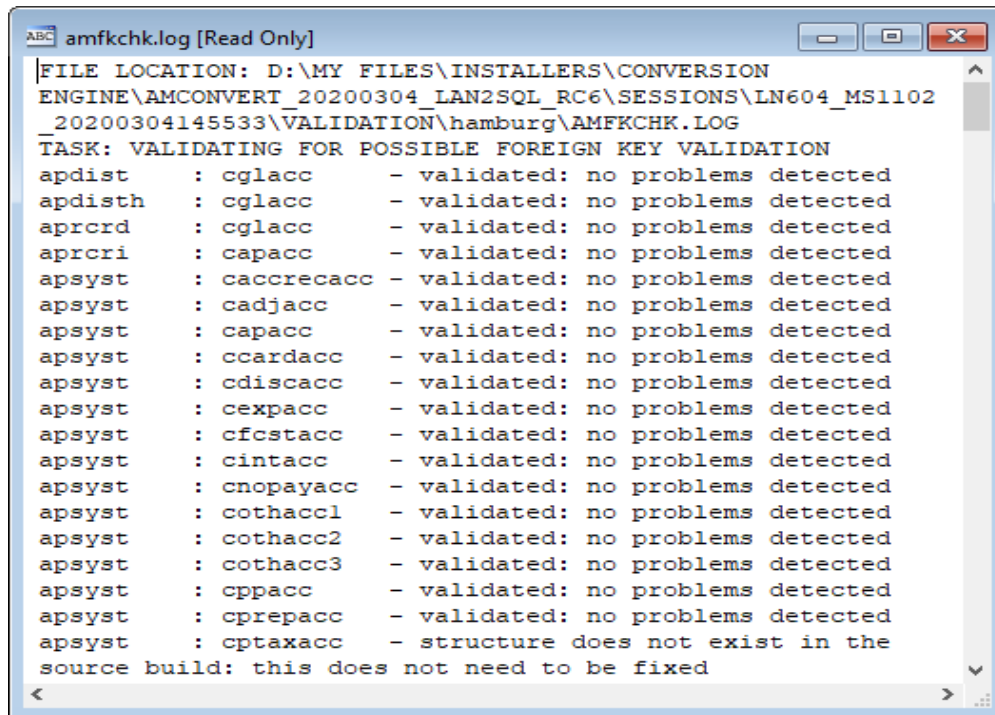 ABC amfkchk.log [Read Only]
FILE LOCATION: D:\MY FILES\INSTALLERS\CONVERSION
ENGINE\AMCONVERT_20200304_LAN2SQL_RC6\SESSIONS\LN604_MS1102
_20200304145533\VALIDATION\hamburg\AMFKCHK.LOG
TASK: VALIDATING FOR POSSIBLE FOREIGN KEY VALIDATION
apdist : cglacc - validated: no problems detected
apdisth : cglacc - validated: no problems detected
aprcrd : cglacc - validated: no problems detected
aprcri : capacc - validated: no problems detected
apsyst : caccrecacc - validated: no problems detected
apsyst : cadjacc - validated: no problems detected
apsyst : capacc - validated: no problems detected
apsyst : ccardacc - validated: no problems detected
apsyst : cdiscacc - validated: no problems detected
apsyst : cexpacc - validated: no problems detected
apsyst : cfcstacc - validated: no problems detected
apsyst : cintacc - validated: no problems detected
apsyst : cnopayacc - validated: no problems detected
apsyst : cothacc1 - validated: no problems detected
apsyst : cothacc2 - validated: no problems detected
apsyst : cothacc3 - validated: no problems detected
apsyst : cppacc - validated: no problems detected
apsyst : cprepacc - validated: no problems detected
apsyst : cptaxacc - structure does not exist in the
source build: this does not need to be fixed